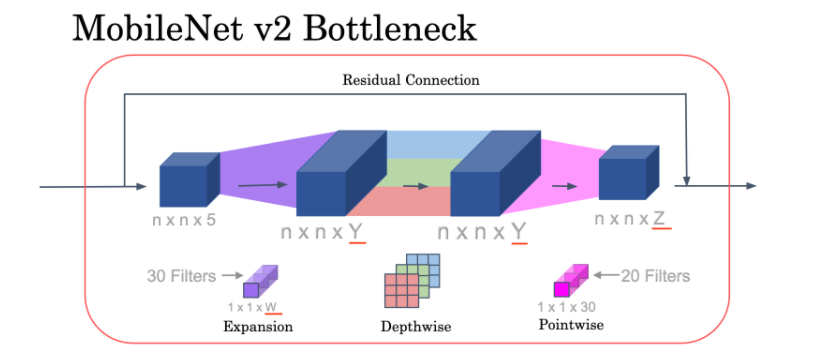 MobileNet v2 Bottleneck
Residual Connection
n x n x 5
n x n x Y
n x n x Y
n x n x Z
30 Filters
20 Filters
1 x 1 x W
1 x 1 x 30
Expansion
Depthwise
Pointwise